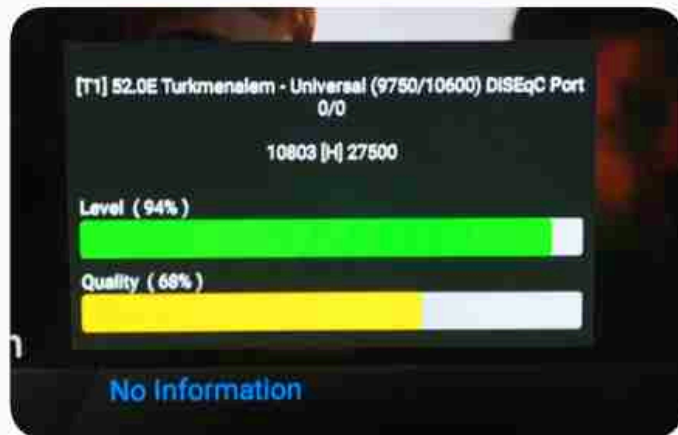 [T1] 52.0E Turkmenalem - Universal (9750/10600) DiSEqC Port
0/0
10803 [H] 27500
Level ( 94% )
Quality ( 68% )
No Information